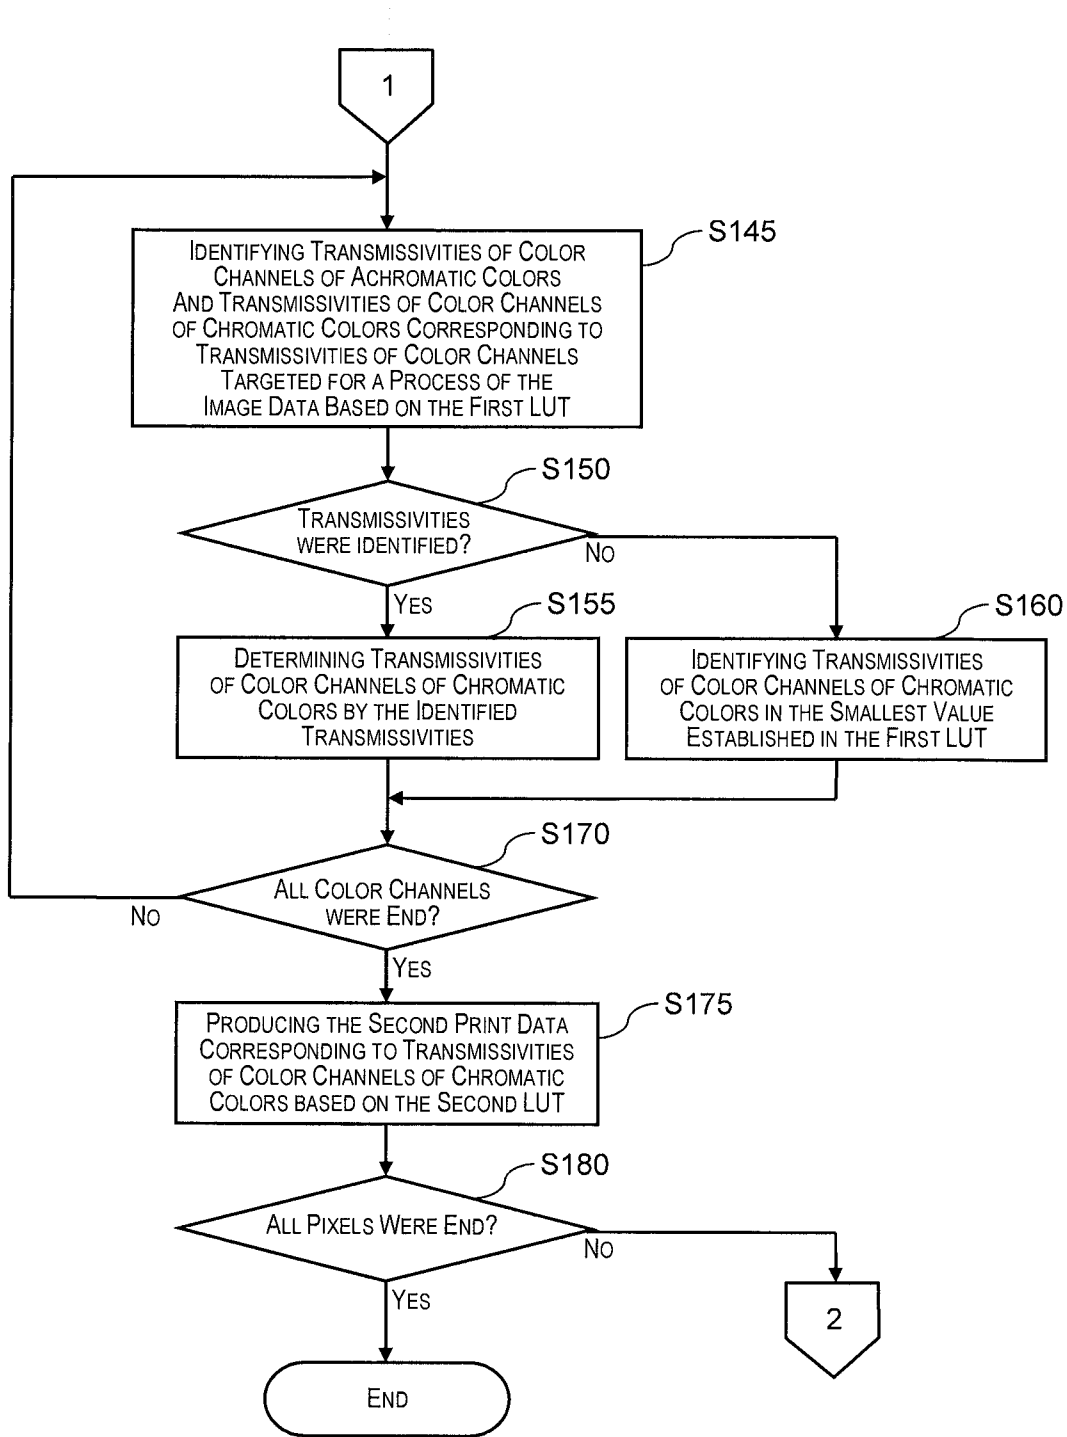 1
S145
IDENTIFYING TRANSMISSIVITIES OF COLOR
CHANNELS OF ACHROMATIC COLORS
AND TRANSMISSIVITIES OF COLOR CHANNELS
OF CHROMATIC COLORS CORRESPONDING TO
TRANSMISSIVITIES OF COLOR CHANNELS
TARGETED FOR A PROCESS OF THE
IMAGE DATA BASED ON THE FIRST LUT
S150
TRANSMISSIVITIES
WERE IDENTIFIED?
NO
YES
S155
DETERMINING TRANSMISSIVITIES
OF COLOR CHANNELS OF CHROMATIC
COLORS BY THE IDENTIFIED
TRANSMISSIVITIES
S160
IDENTIFYING TRANSMISSIVITIES
OF COLOR CHANNELS OF CHROMATIC
COLORS IN THE SMALLEST VALUE
ESTABLISHED IN THE FIRST LUT
S170
ALL COLOR CHANNELS
WERE END?
NO
YES
S175
PRODUCING THE SECOND PRINT DATA
CORRESPONDING TO TRANSMISSIVITIES
OF COLOR CHANNELS OF CHROMATIC
COLORS BASED ON THE SECOND LUT
S180
ALL PIXELS WERE END?
NO
YES
2
END